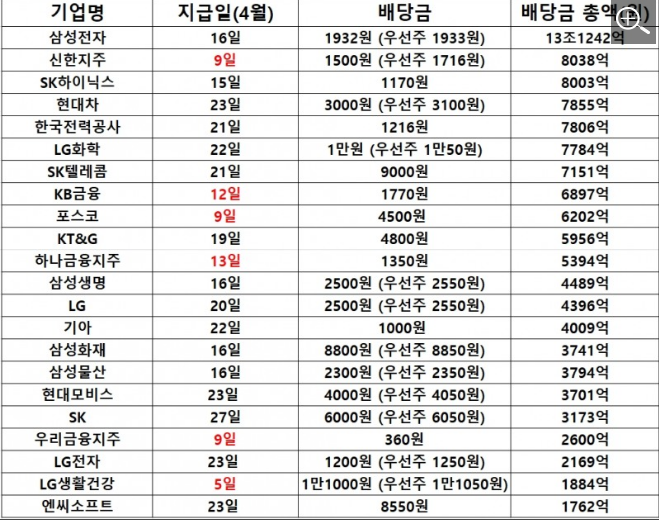 기업명 지급일(4월) 배당금 배당금 총액(원)
삼성전자 16일 1932원 (우선주 1933원) 13조1242억
신한지주 9일 1500원 (우선주 1716원) 8038억
SK하이닉스 15일 1170원 8003억
현대차 23일 3000원 (우선주 3100원) 7855억
한국전력공사 21일 1216원 7806억
LG화학 22일 1만원 (우선주 1만50원) 7784억
SK텔레콤 21일 9000원 7151억
KB금융 12일 1770원 6897억
포스코 9일 4500원 6202억
KT&G 19일 4800원 5956억
하나금융지주 13일 1350원 5394억
삼성생명 16일 2500원 (우선주 2550원) 4489억
LG 20일 2500원 (우선주 2550원) 4396억
기아 22일 1000원 4009억
삼성화재 16일 8800원 (우선주 8850원) 3741억
삼성물산 16일 2300원 (우선주 2350원) 3794억
현대모비스 23일 4000원 (우선주 4050원) 3701억
SK 27일 6000원 (우선주 6050원) 3173억
우리금융지주 9일 360원 2600억
LG전자 23일 1200원 (우선주 1250원) 2169억
LG생활건강 5일 1만1000원 (우선주 1만1050원) 1884억
엔씨소프트 23일 8550원 1762억